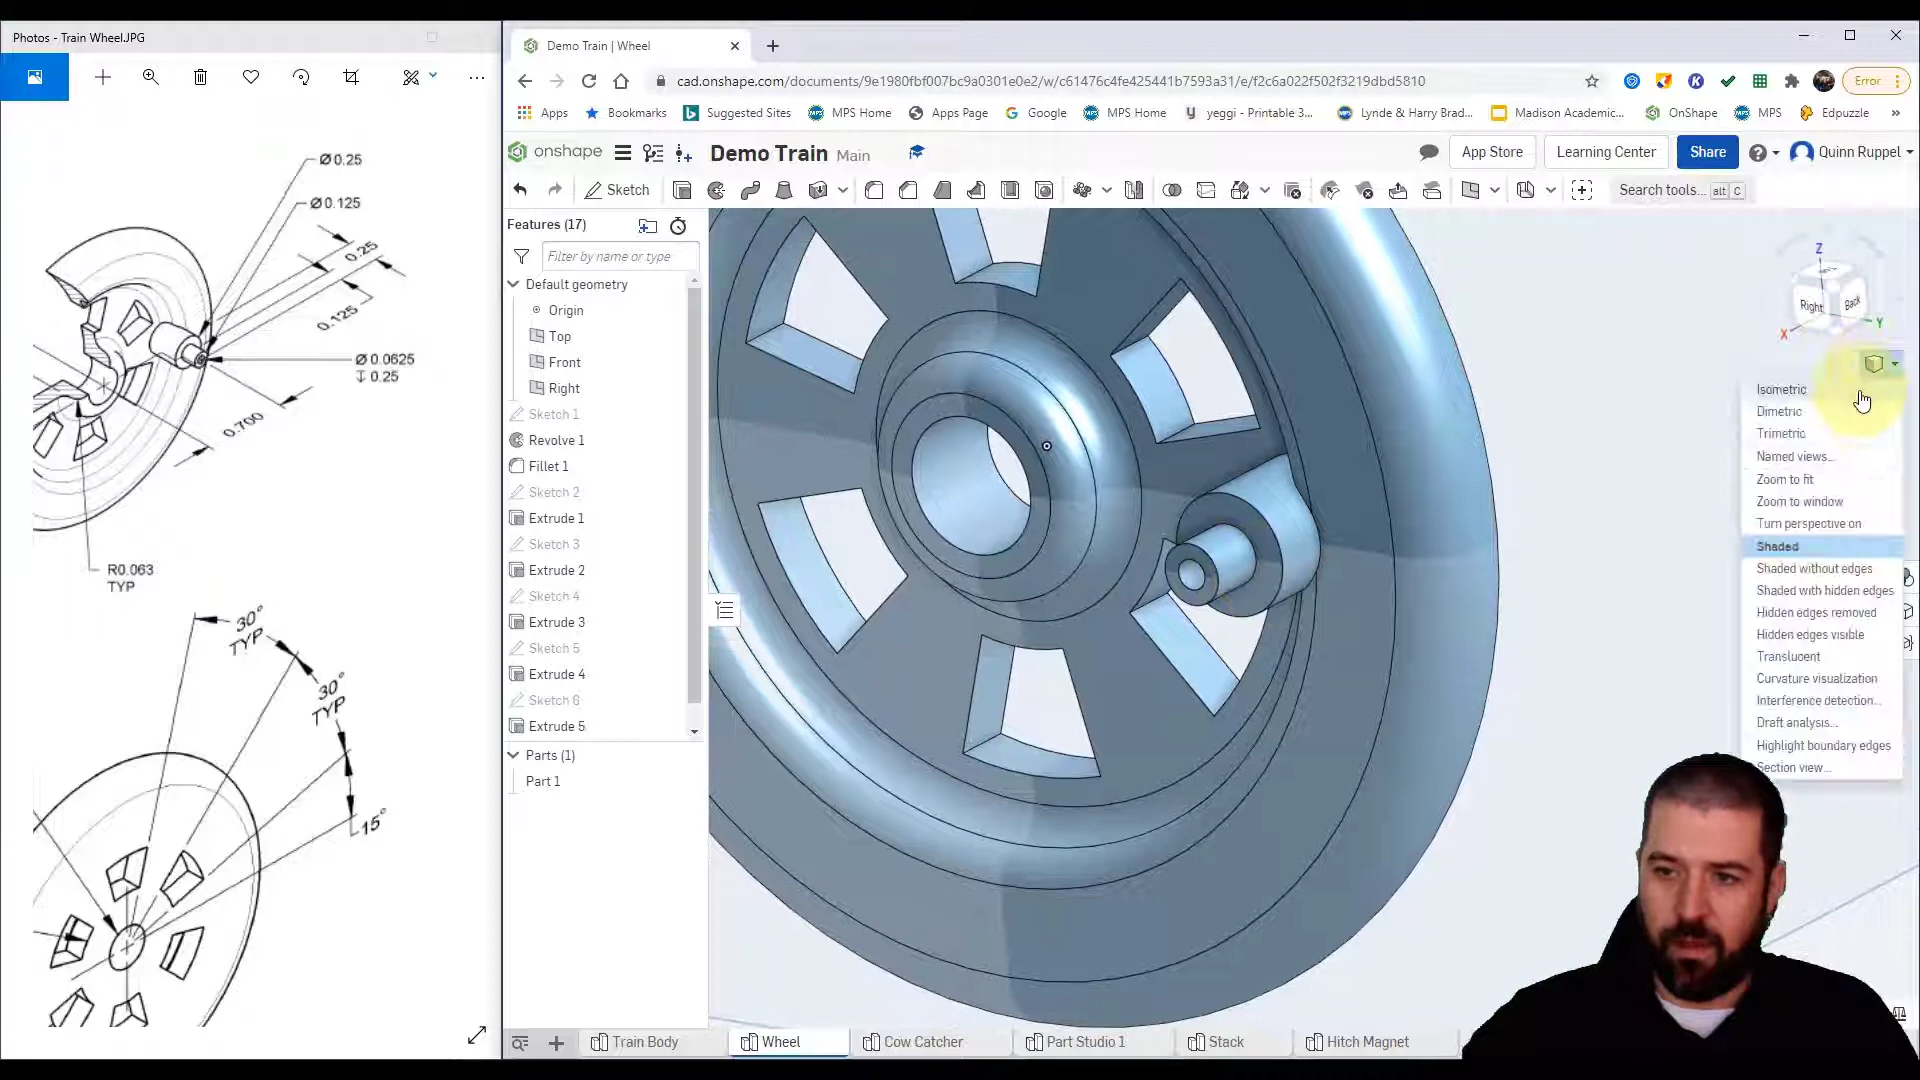 Photos - Train Wheel.JPG
Ø0.25
Ø0.125
0.25
0.125
Ø0.0625
↧0.25
0.700
R0.063
TYP
30°
TYP
30°
TYP
15°
Demo Train | Wheel
cad.onshape.com/documents/9e1980fbf007bc9a0301e0e2/w/c61476c4fe425441b7593a31/e/f2c6a022f502f3219dbd5810
Error
Apps Bookmarks Suggested Sites MPS Home Apps Page Google MPS Home yeggi - Printable 3... Lynde & Harry Brad... Madison Academic... OnShape MPS Edpuzzle »
onshape Demo Train Main App Store Learning Center Share Quinn Ruppel
Sketch Search tools... alt C
Features (17)
Filter by name or type
Default geometry
Origin
Top
Front
Right
Sketch 1
Revolve 1
Fillet 1
Sketch 2
Extrude 1
Sketch 3
Extrude 2
Sketch 4
Extrude 3
Sketch 5
Extrude 4
Sketch 6
Extrude 5
Parts (1)
Part 1
Z
Right Back
X Y
Isometric
Dimetric
Trimetric
Named views...
Zoom to fit
Zoom to window
Turn perspective on
Shaded
Shaded without edges
Shaded with hidden edges
Hidden edges removed
Hidden edges visible
Translucent
Curvature visualization
Interference detection...
Draft analysis...
Highlight boundary edges
Section view...
Train Body Wheel Cow Catcher Part Studio 1 Stack Hitch Magnet